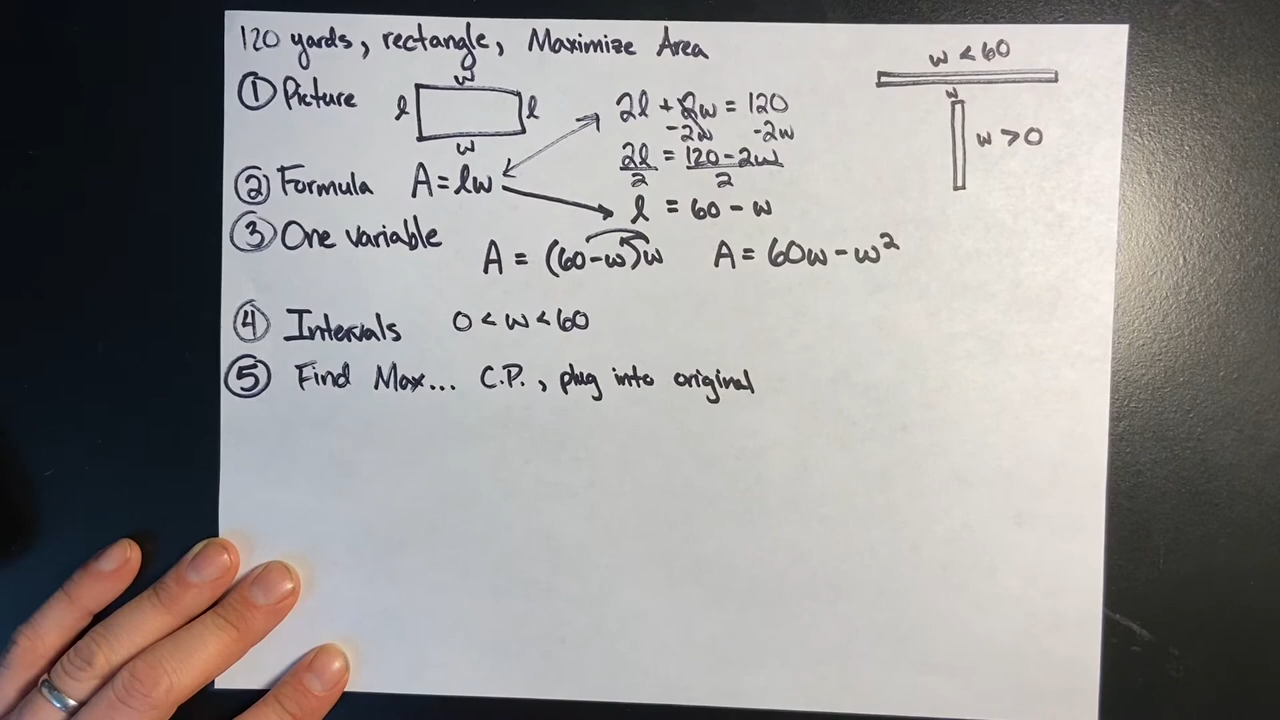 120 yards, rectangle, Maximize Area
w < 60
① Picture
w
l
l
w
2l + 2w = 120
-2w -2w
2l = 120 - 2w
2 2
l = 60 - w
w
w > 0
② Formula A = lw
③ One variable
A = (60-w)w A = 60w - w²
④ Intervals 0 < w < 60
⑤ Find Max... C.P., plug into original